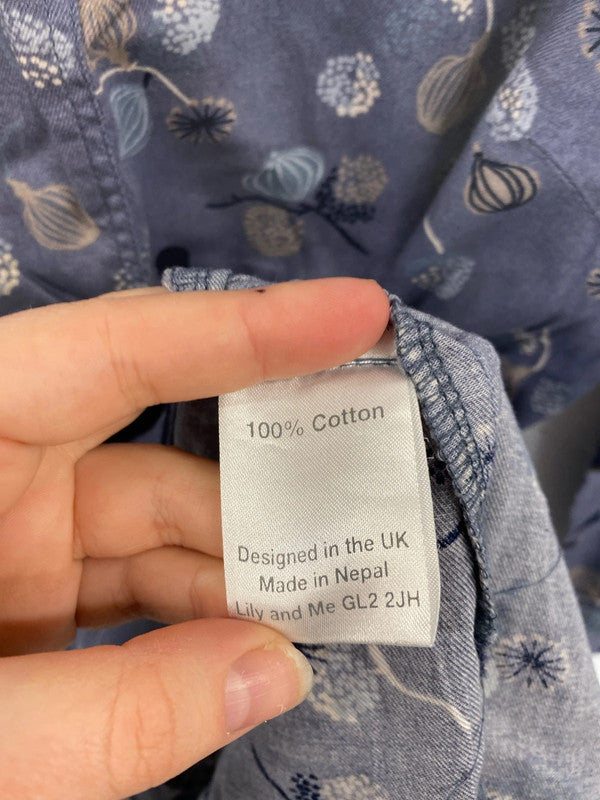 100% Cotton
Designed in the UK
Made in Nepal
Lily and Me GL2 2JH